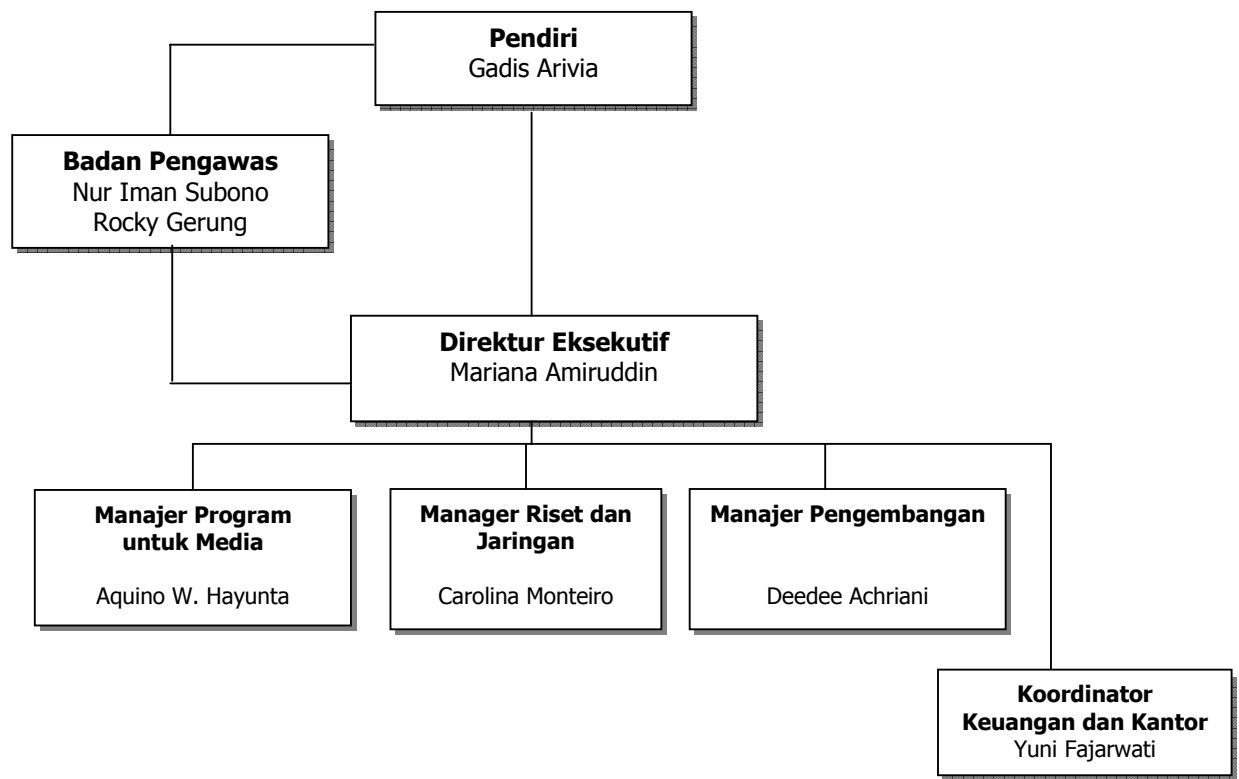 Pendiri
Gadis Arivia
Badan Pengawas
Nur Iman Subono
Rocky Gerung
Direktur Eksekutif
Mariana Amiruddin
Manajer Program
untuk Media
Aquino W. Hayunta
Manager Riset dan
Jaringan
Carolina Monteiro
Manajer Pengembangan
Deedee Achriani
Koordinator
Keuangan dan Kantor
Yuni Fajarwati